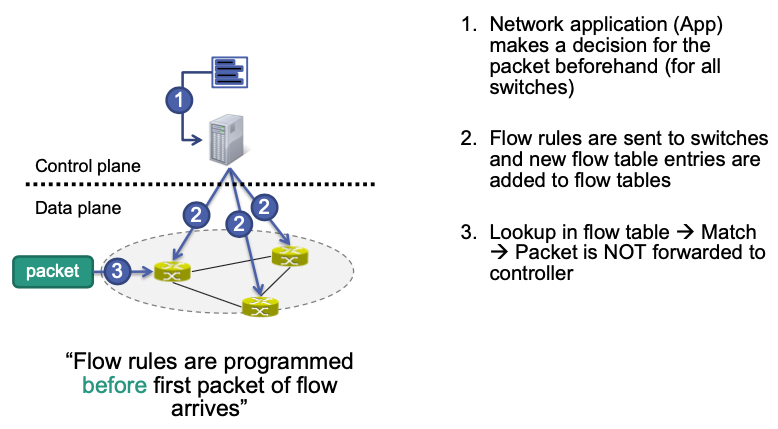 1. Network application (App)
makes a decision for the
packet beforehand (for all
switches)
2. Flow rules are sent to switches
and new flow table entries are
added to flow tables
3. Lookup in flow table → Match
→ Packet is NOT forwarded to
controller
1
Control plane
Data plane
2
2
2
packet
3
“Flow rules are programmed
before first packet of flow
arrives”